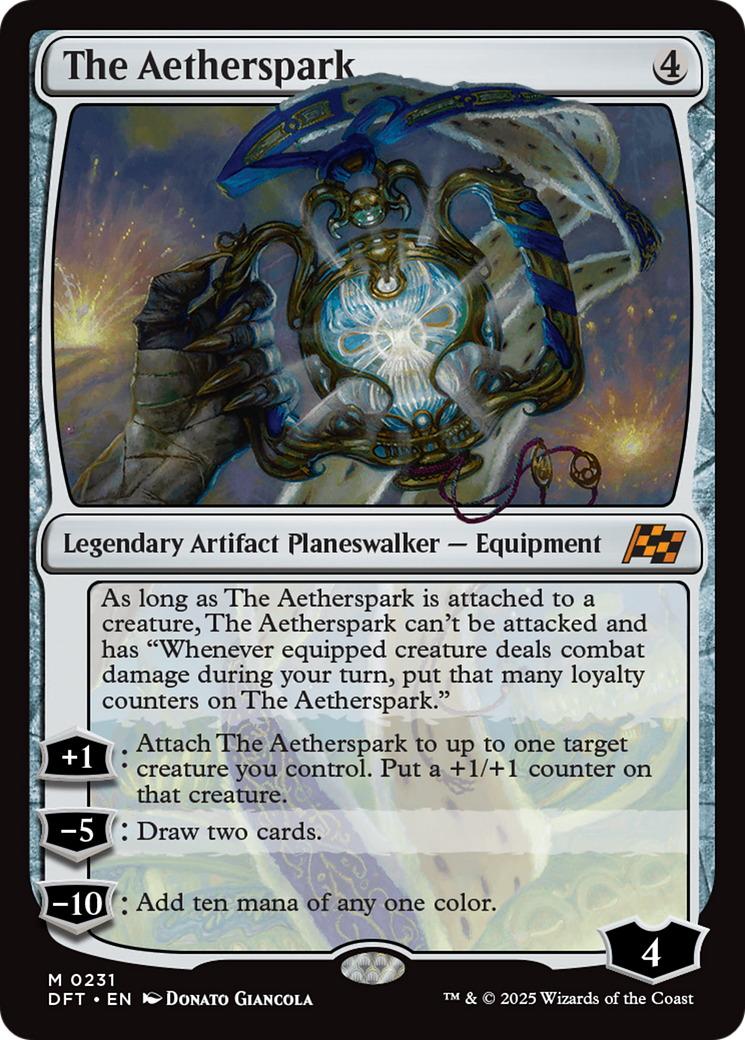 The Aetherspark 4
Legendary Artifact Planeswalker — Equipment
As long as The Aetherspark is attached to a
creature, The Aetherspark can't be attacked and
has “Whenever equipped creature deals combat
damage during your turn, put that many loyalty
counters on The Aetherspark.”
+1 : Attach The Aetherspark to up to one target
creature you control. Put a +1/+1 counter on
that creature.
−5 : Draw two cards.
−10 : Add ten mana of any one color.
4
M 0231
DFT • EN Donato Giancola ™ & © 2025 Wizards of the Coast